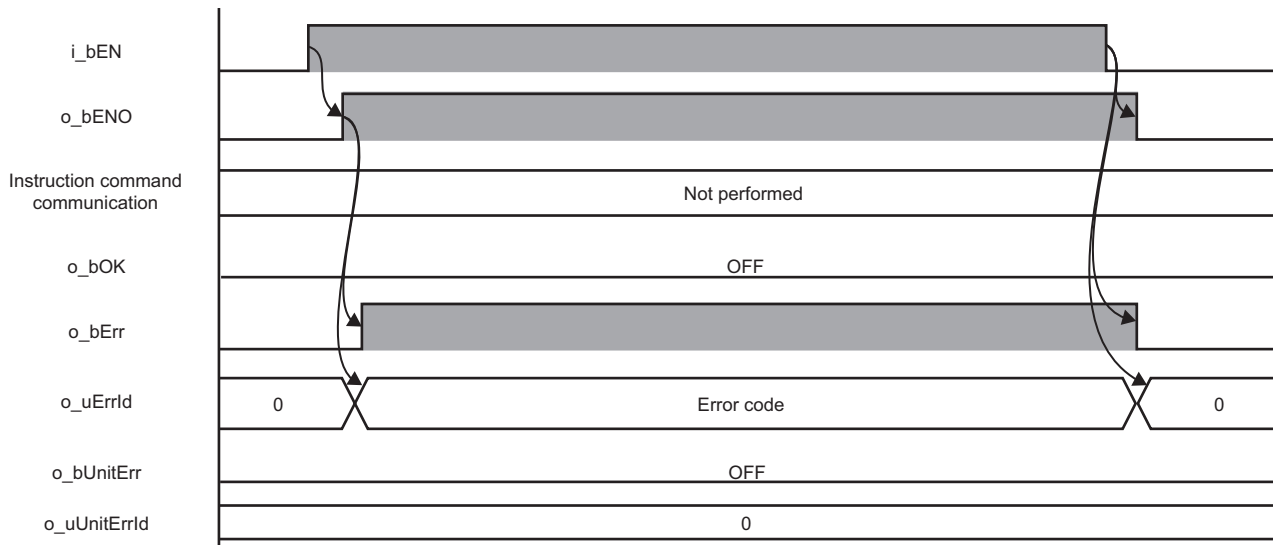 i_bEN
o_bENO
Instruction command
communication
Not performed
o_bOK
OFF
o_bErr
o_uErrId
0
Error code
0
o_bUnitErr
OFF
o_uUnitErrId
0